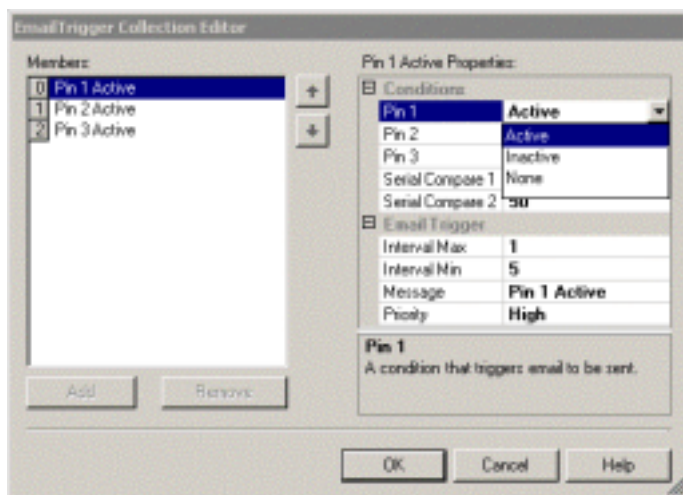 EmailTrigger Collection Editor
Members:
0 Pin 1 Active
1 Pin 2 Active
2 Pin 3 Active
Add
Remove
Pin 1 Active Properties:
Conditions
Pin 1 Active
Pin 2
Active
Pin 3
Inactive
Serial Compare 1
None
Serial Compare 2 50
Email Trigger
Interval Max 1
Interval Min 5
Message Pin 1 Active
Priority High
Pin 1
A condition that triggers email to be sent.
OK Cancel Help